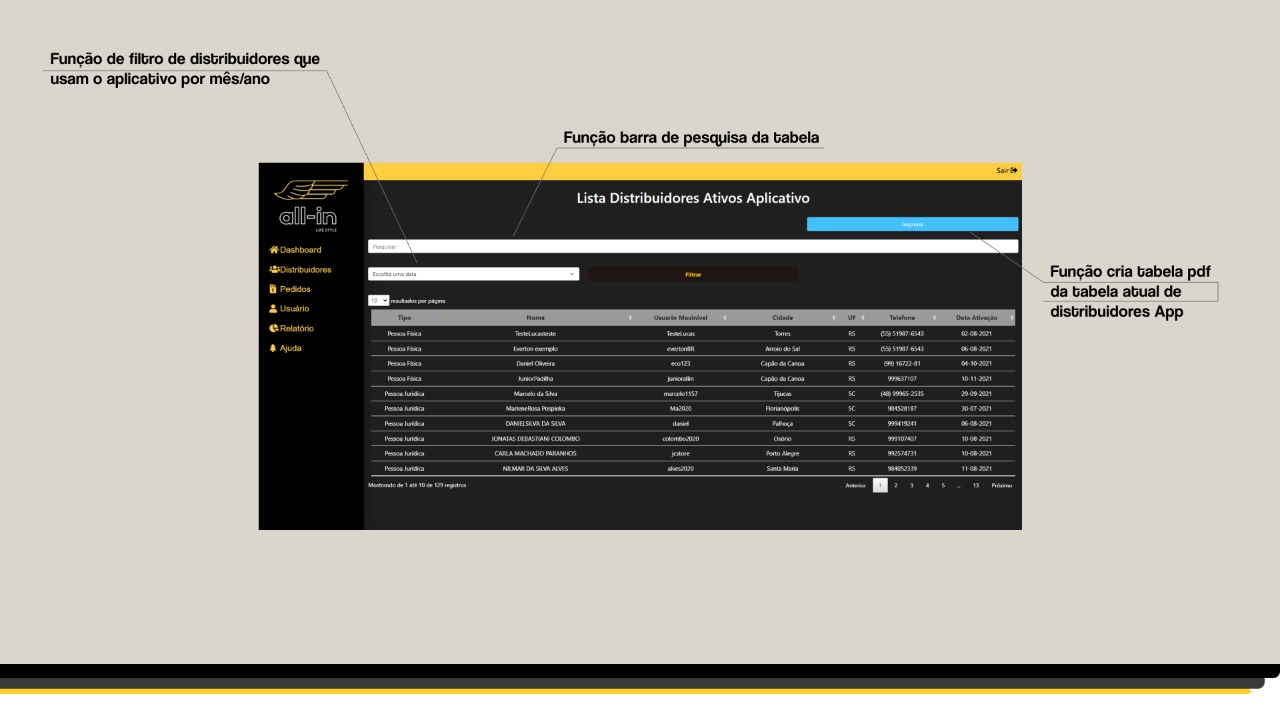 Função de filtro de distribuidores que
usam o aplicativo por mês/ano
Função barra de pesquisa da tabela
Sair
all-in
LIFE STYLE
Lista Distribuidores Ativos Aplicativo
Imprimir
Dashboard
Pesquisar
Distribuidores
Função cria tabela pdf
da tabela atual de
distribuidores App
Escolha uma data Filtrar
Pedidos
Usuário
Relatório
Ajuda
10 resultados por página
Tipo Nome Usuario Maxinivel Cidade UF Telefone Data Ativação
Pessoa Física TesteLucasteste TesteLucas Torres RS (55) 51987-6543 02-08-2021
Pessoa Física Everton exemplo evertonBR Arroio do Sal RS (55) 51987-6543 06-08-2021
Pessoa Física Daniel Oliveira eco123 Capão da Canoa RS (99) 16722-81 04-10-2021
Pessoa Física JuniorPadilha juniorallin Capão da Canoa RS 999637107 10-11-2021
Pessoa Jurídica Marcelo da Silva marcelo1157 Tijucas SC (48) 99965-2535 29-09-2021
Pessoa Jurídica MarleneRosa Pospieka Ma2020 Florianópolis SC 984528187 30-07-2021
Pessoa Jurídica DANIELSILVA DA SILVA daniel Palhoça SC 999419241 06-08-2021
Pessoa Jurídica JONATAS DEBASTIANI COLOMBO colombo2020 Osório RS 999107407 10-08-2021
Pessoa Jurídica CARLA MACHADO PARANHOS jcstore Porto Alegre RS 992574731 10-08-2021
Pessoa Jurídica NILMAR DA SILVA ALVES alves2020 Santa Maria RS 984052339 11-08-2021
Mostrando de 1 até 10 de 129 registros Anterior 1 2 3 4 5 ... 13 Próximo